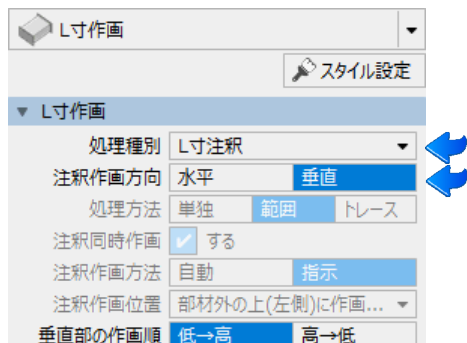 L寸作画
スタイル設定
L寸作画
処理種別 L寸注釈
注釈作画方向 水平 垂直
処理方法 単独 範囲 トレース
注釈同時作画 する
注釈作画方法 自動 指示
注釈作画位置 部材外の上(左側)に作画...
垂直部の作画順 低→高 高→低